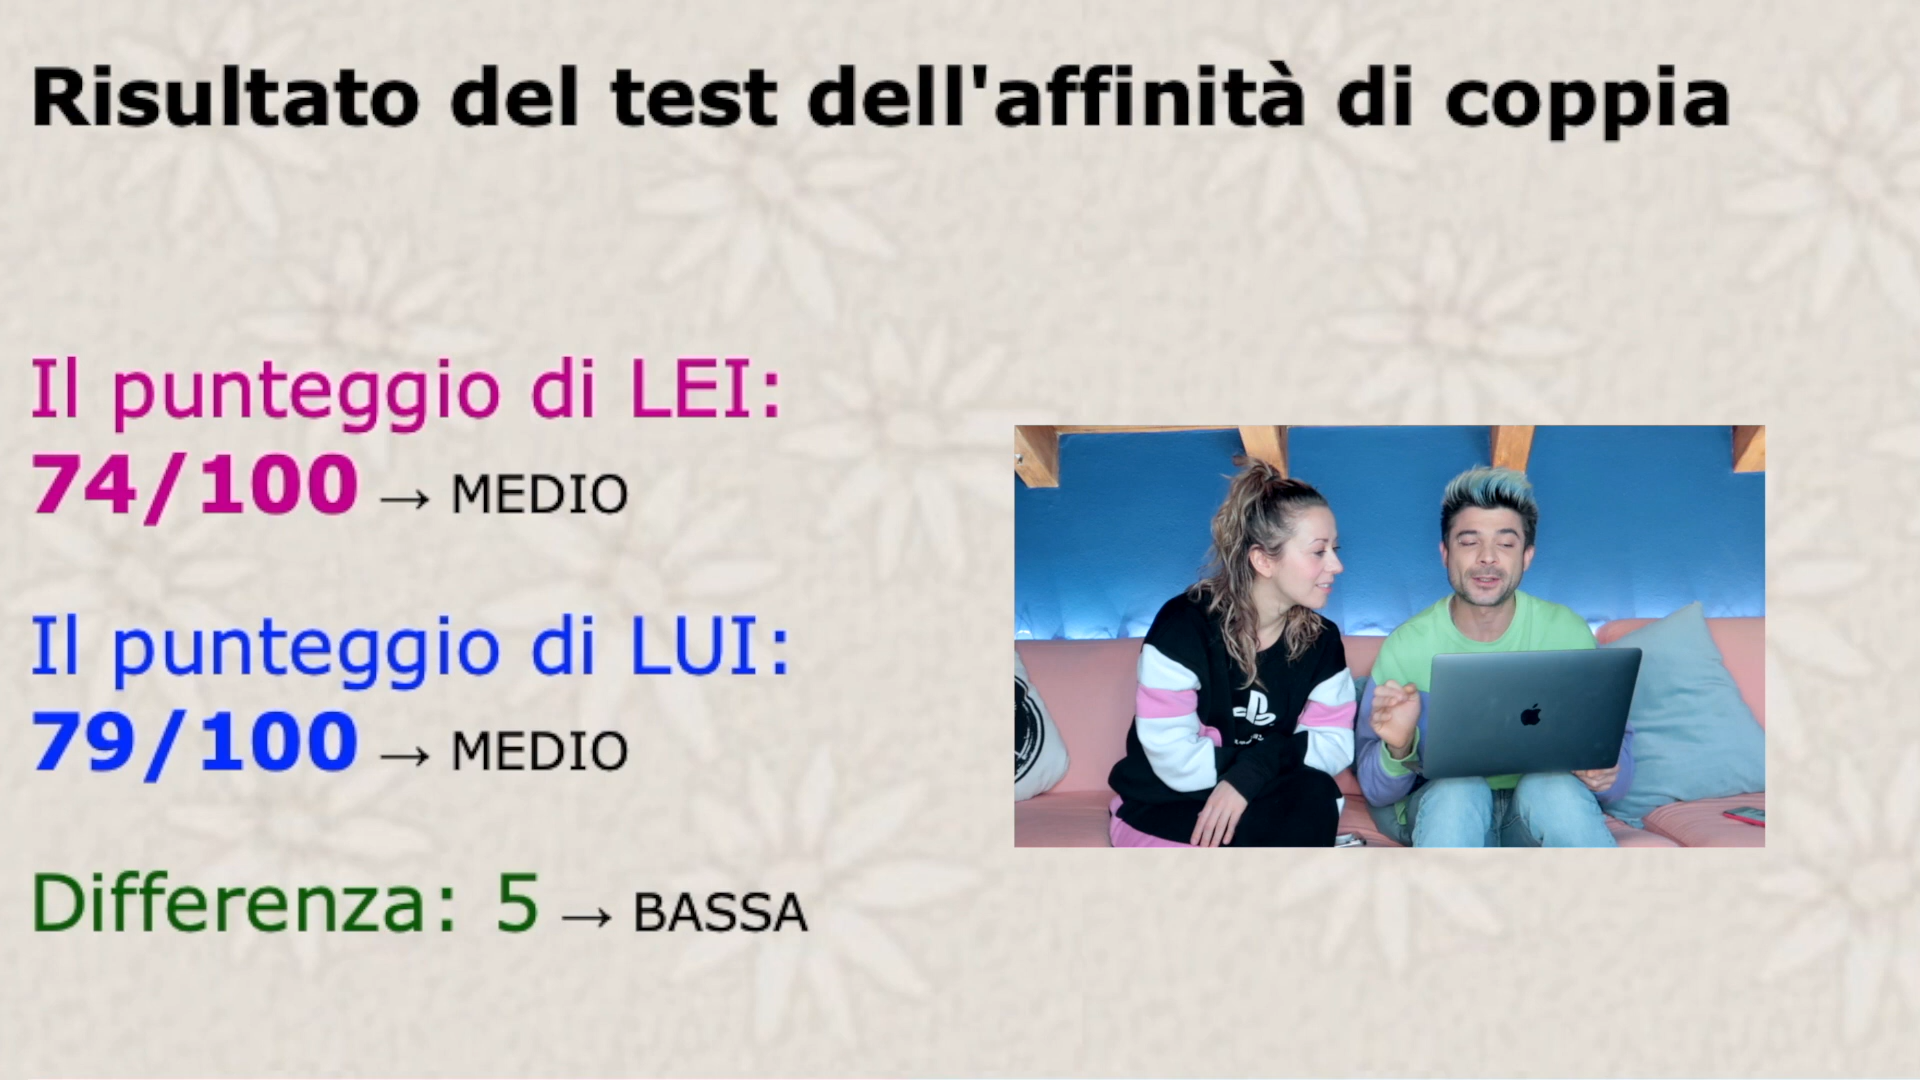 Risultato del test dell'affinità di coppia
Il punteggio di LEI:
74/100 → MEDIO
Il punteggio di LUI:
79/100 → MEDIO
Differenza: 5 → BASSA